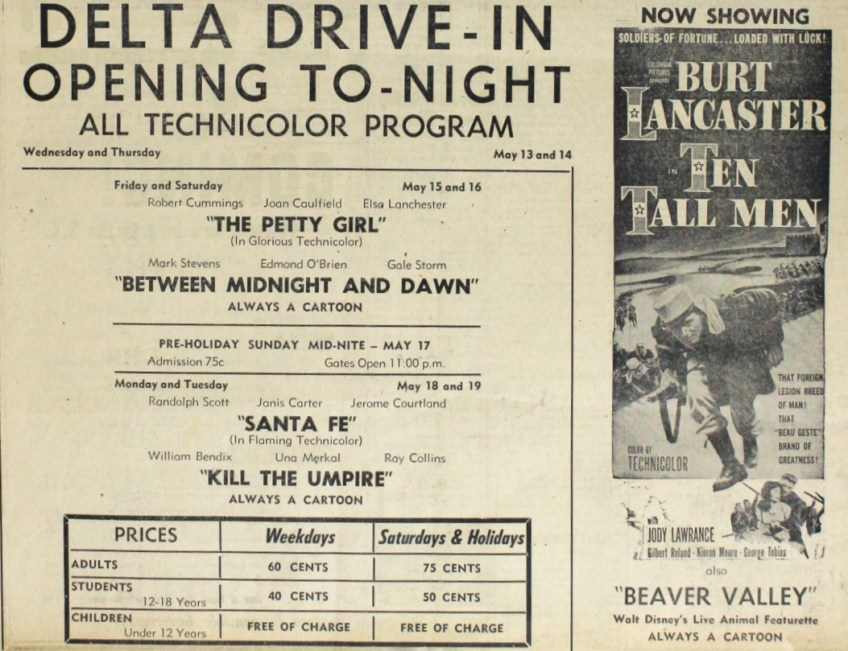 DELTA DRIVE-IN
OPENING TO-NIGHT
ALL TECHNICOLOR PROGRAM
Wednesday and Thursday May 13 and 14
Friday and Saturday May 15 and 16
Robert Cummings Joan Caulfield Elsa Lanchester
"THE PETTY GIRL"
(In Glorious Technicolor)
Mark Stevens Edmond O'Brien Gale Storm
"BETWEEN MIDNIGHT AND DAWN"
ALWAYS A CARTOON
PRE-HOLIDAY SUNDAY MID-NITE – MAY 17
Admission 75c Gates Open 11:00 p.m.
Monday and Tuesday May 18 and 19
Randolph Scott Janis Carter Jerome Courtland
"SANTA FE"
(In Flaming Technicolor)
William Bendix Una Merkal Ray Collins
"KILL THE UMPIRE"
ALWAYS A CARTOON
PRICES Weekdays Saturdays & Holidays
ADULTS 60 CENTS 75 CENTS
STUDENTS
12-18 Years 40 CENTS 50 CENTS
CHILDREN
Under 12 Years FREE OF CHARGE FREE OF CHARGE
NOW SHOWING
SOLDIERS-OF FORTUNE...LOADED WITH LUCK!
COLUMBIA
PICTURES
presents
BURT
LANCASTER
IN TEN
TALL MEN
THAT FOREIGN
LEGION BREED
OF MAN!
THAT
"BEAU GESTE"
BRAND OF
GREATNESS!
COLOR BY
TECHNICOLOR
JODY LAWRANCE
Gilbert Roland - Kieron Moore - George Tobias
also
"BEAVER VALLEY"
Walt Disney's Live Animal Featurette
ALWAYS A CARTOON